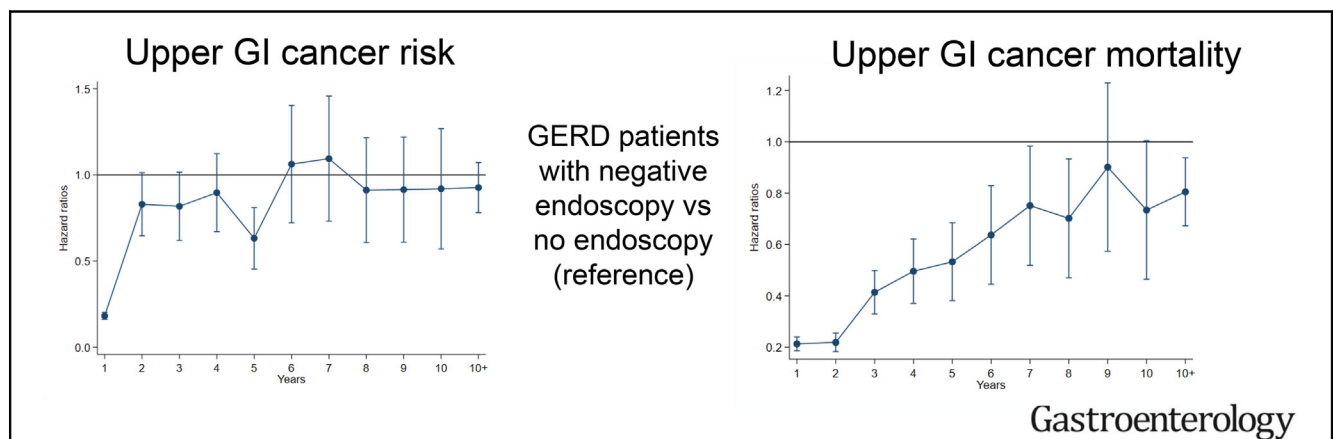 Upper GI cancer risk
1.5
1.0
0.5
0.0
Hazard ratios
1 2 3 4 5 6 7 8 9 10 10+
Years
GERD patients
with negative
endoscopy vs
no endoscopy
(reference)
Upper GI cancer mortality
1.2
1.0
0.8
0.6
0.4
0.2
Hazard ratios
1 2 3 4 5 6 7 8 9 10 10+
Years
Gastroenterology